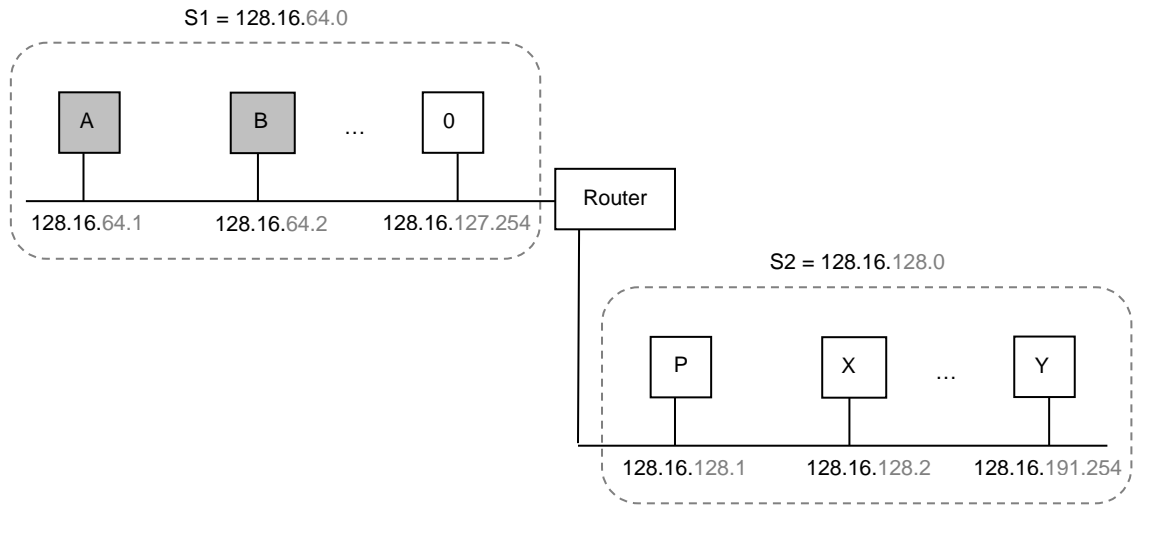 S1 = 128.16.64.0
A
B
...
0
Router
128.16.64.1
128.16.64.2
128.16.127.254
S2 = 128.16.128.0
P
X
...
Y
128.16.128.1
128.16.128.2
128.16.191.254